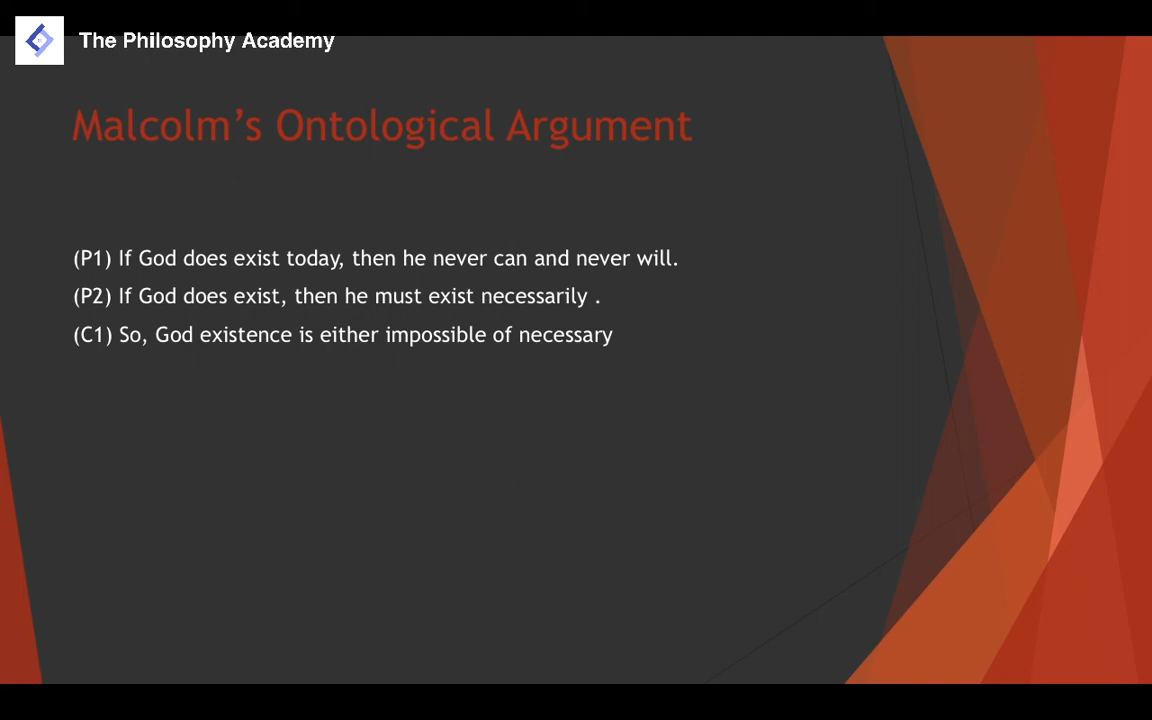 The Philosophy Academy
Malcolm’s Ontological Argument
(P1) If God does exist today, then he never can and never will.
(P2) If God does exist, then he must exist necessarily .
(C1) So, God existence is either impossible of necessary